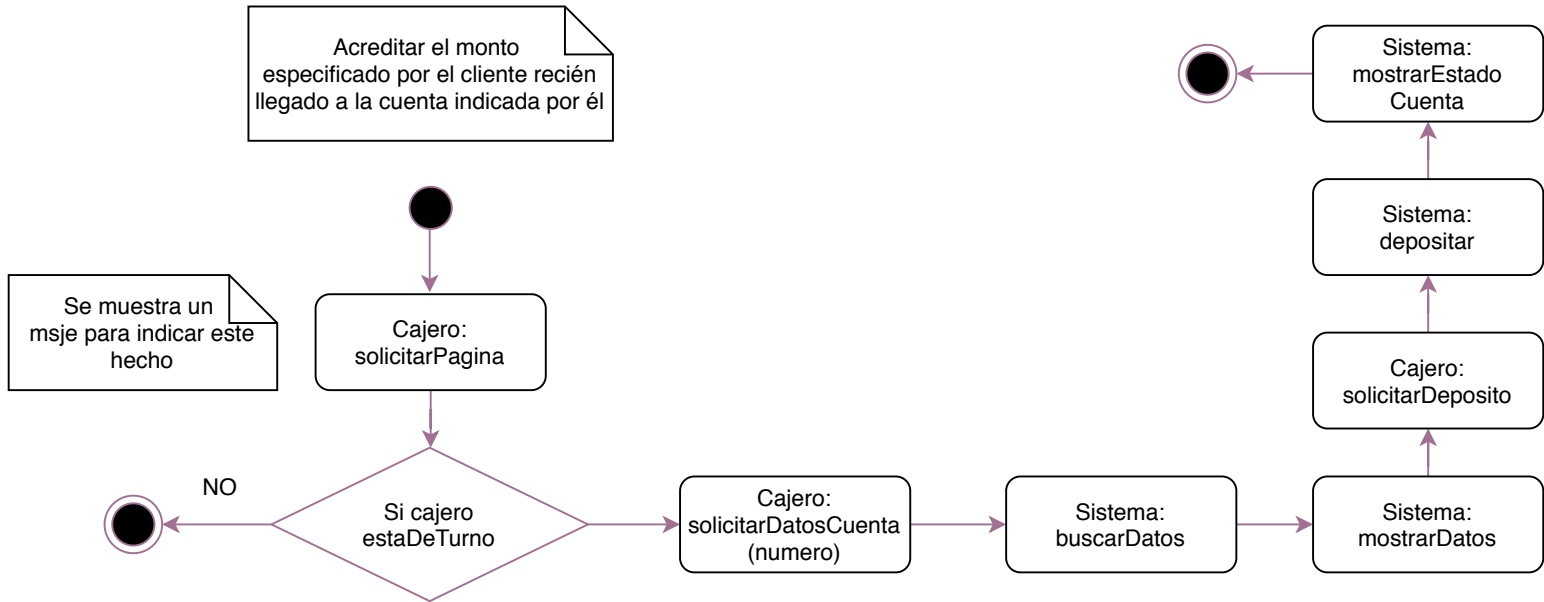 Acreditar el monto
especificado por el cliente recién
llegado a la cuenta indicada por él
Se muestra un
msje para indicar este
hecho
Cajero:
solicitarPagina
NO
Si cajero
estaDeTurno
Cajero:
solicitarDatosCuenta
(numero)
Sistema:
buscarDatos
Sistema:
mostrarDatos
Cajero:
solicitarDeposito
Sistema:
depositar
Sistema:
mostrarEstado
Cuenta